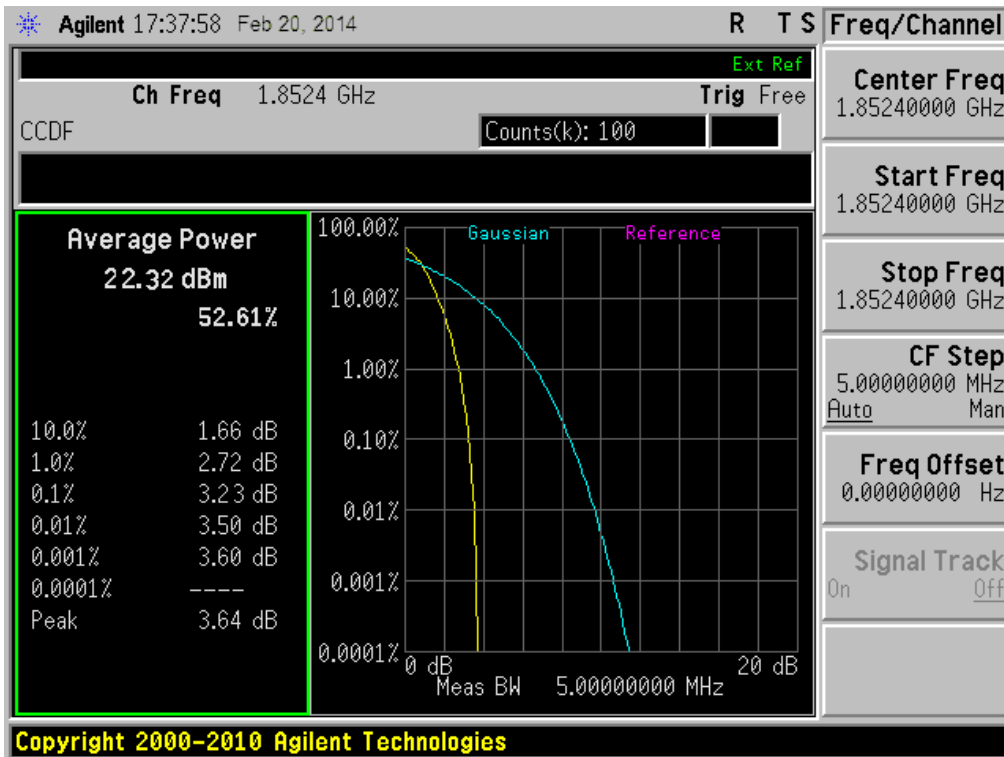 Agilent 17:37:58 Feb 20, 2014 R T S
Freq/Channel
Ext Ref
Ch Freq 1.8524 GHz Trig Free
CCDF Counts(k): 100
Center Freq
1.85240000 GHz
Start Freq
1.85240000 GHz
Stop Freq
1.85240000 GHz
CF Step
5.00000000 MHz
Auto Man
Freq Offset
0.00000000 Hz
Signal Track
On Off
Average Power
22.32 dBm
52.61%
10.0% 1.66 dB
1.0% 2.72 dB
0.1% 3.23 dB
0.01% 3.50 dB
0.001% 3.60 dB
0.0001% ----
Peak 3.64 dB
Gaussian Reference
100.00%
10.00%
1.00%
0.10%
0.01%
0.001%
0.0001%
0 dB 20 dB
Meas BW 5.00000000 MHz
Copyright 2000-2010 Agilent Technologies